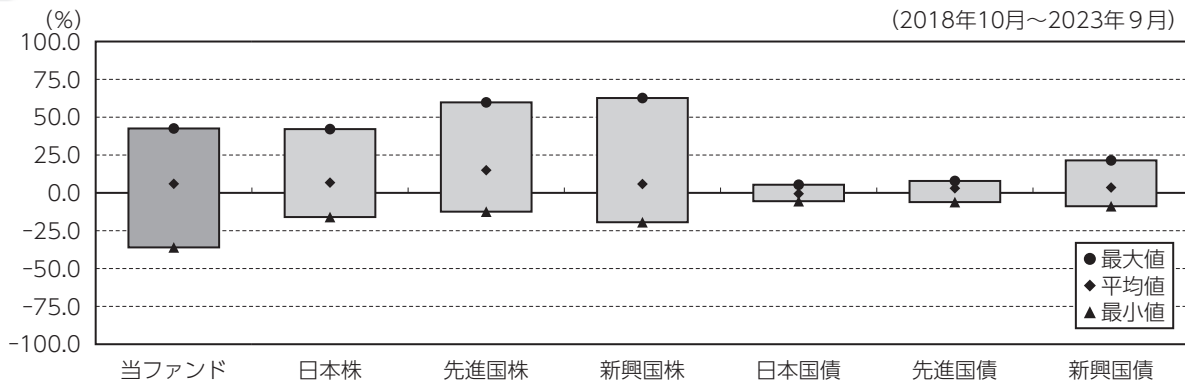 (%)
(2018年10月~2023年9月)
100.0
75.0
50.0
25.0
0.0
-25.0
-50.0
-75.0
-100.0
●最大値
◆平均値
▲最小値
当ファンド 日本株 先進国株 新興国株 日本国債 先進国債 新興国債